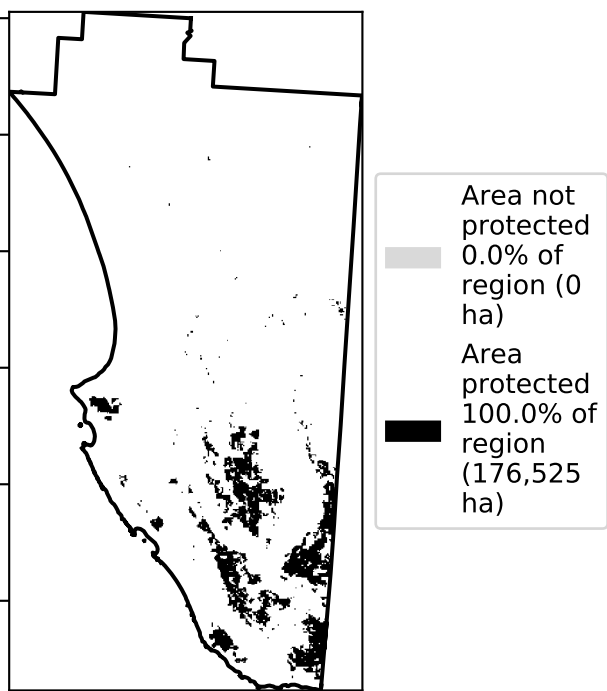 Area not
protected
0.0% of
region (0
ha)
Area
protected
100.0% of
region
(176,525
ha)